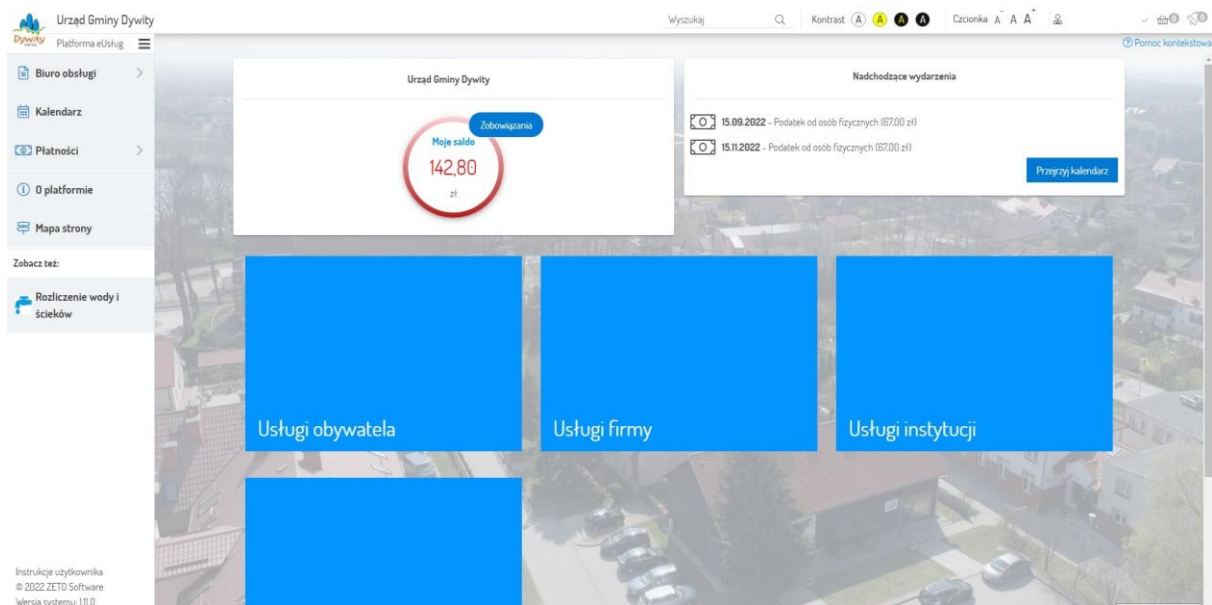 Urząd Gminy Dywity
Wyszukaj
Kontrast A A A A
Czcionka A- A A+
0 0
Dywity
Platforma eUsług
Pomoc kontekstowa
Biuro obsługi
Kalendarz
Płatności
O platformie
Mapa strony
Zobacz też:
Rozliczenie wody i
ścieków
Urząd Gminy Dywity
Zobowiązania
Moje saldo
142,80
zł
Nadchodzące wydarzenia
15.09.2022 - Podatek od osób fizycznych (67,00 zł)
15.11.2022 - Podatek od osób fizycznych (67,00 zł)
Przejrzyj kalendarz
Usługi obywatela
Usługi firmy
Usługi instytucji
Instrukcje użytkownika
© 2022 ZETO Software
Wersja systemu: 1.11.0